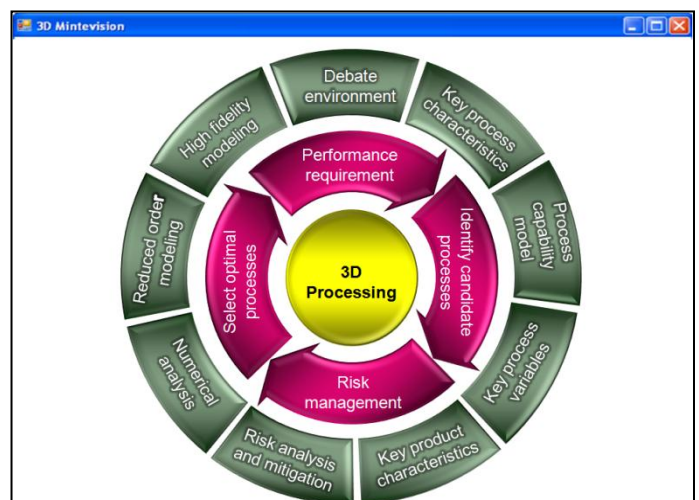 3D Mintevision
Debate
environment
Key process
characteristics
Process
capability
model
Key process
variables
Key product
characteristics
Risk analysis
and mitigation
Numerical
analysis
Reduced order
modeling
High fidelity
modeling
Performance
requirement
Identify candidate
processes
Risk
management
Select optimal
processes
3D
Processing